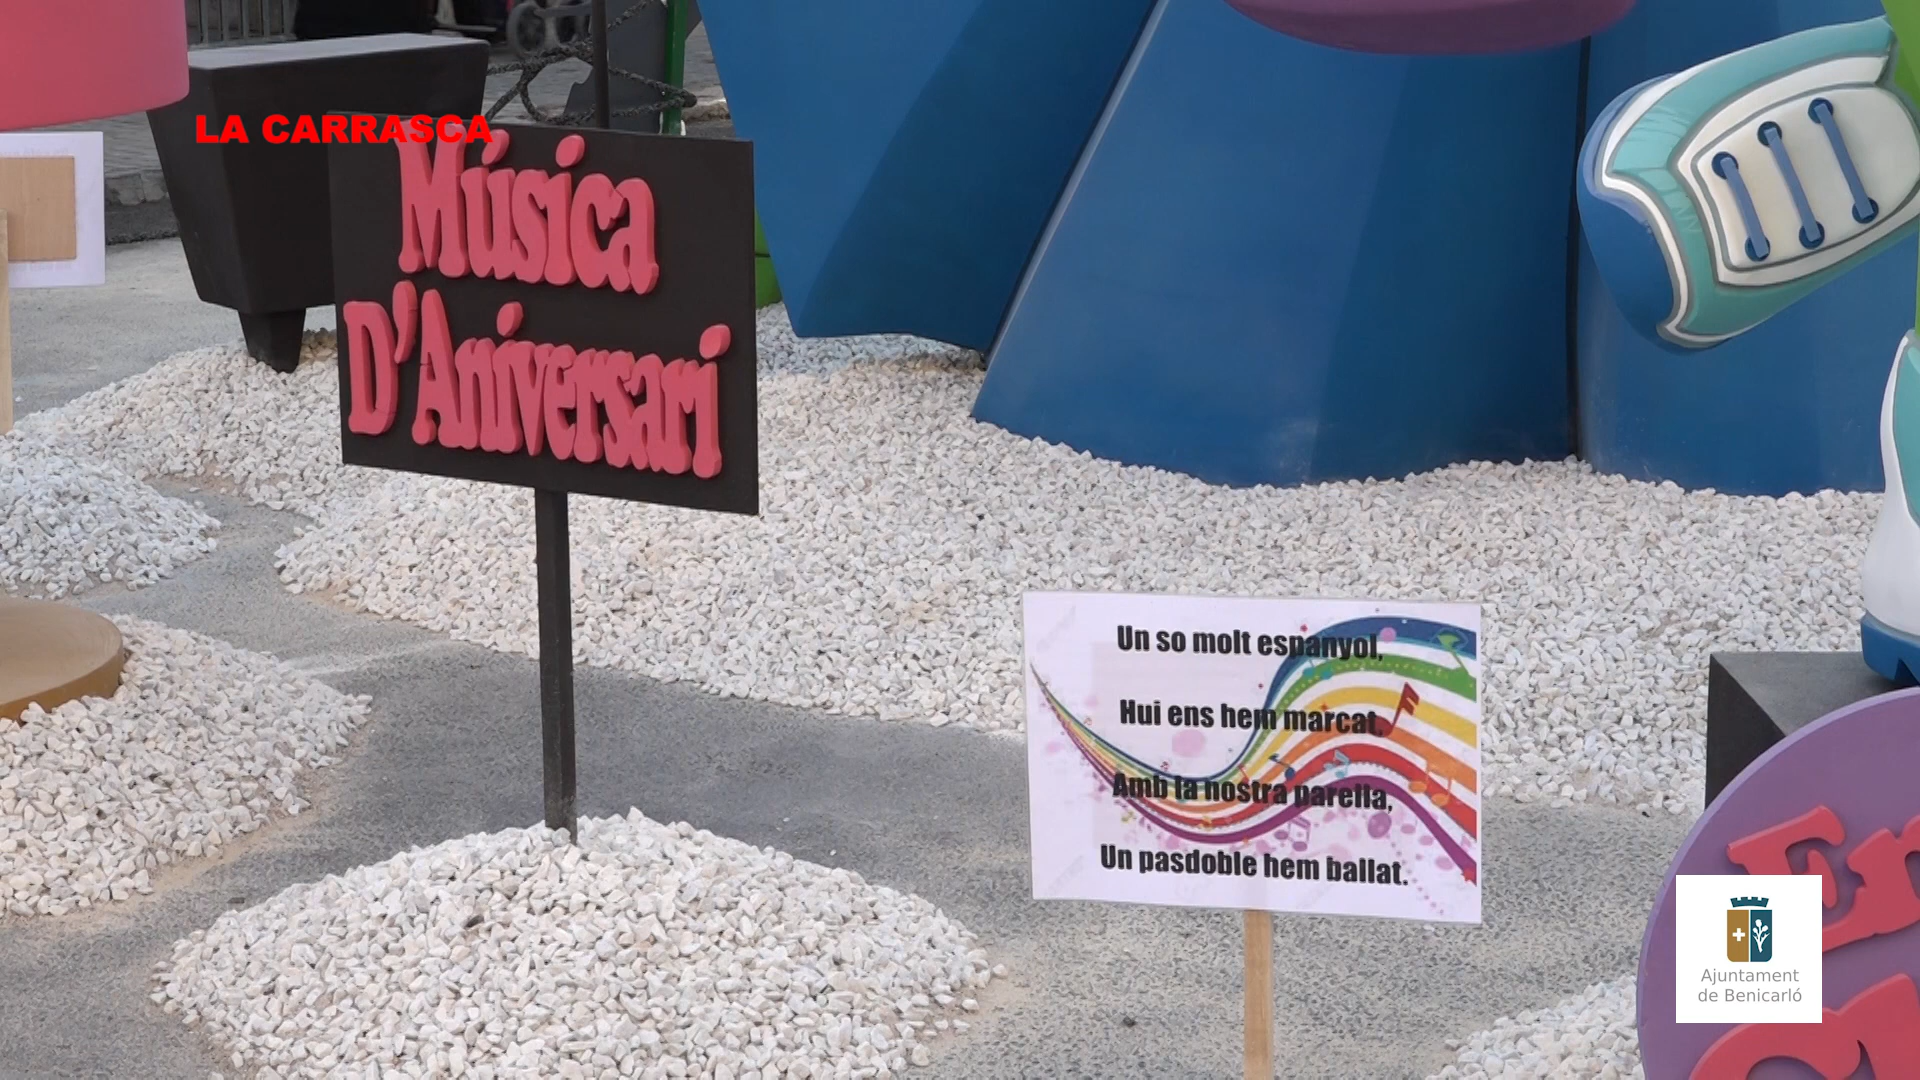 LA CARRASCA
Música
D'Aniversari
Un so molt espanyol,
Hui ens hem marcat,
Amb la nostra parella,
Un pasdoble hem ballat.
En
Ajuntament
de Benicarló